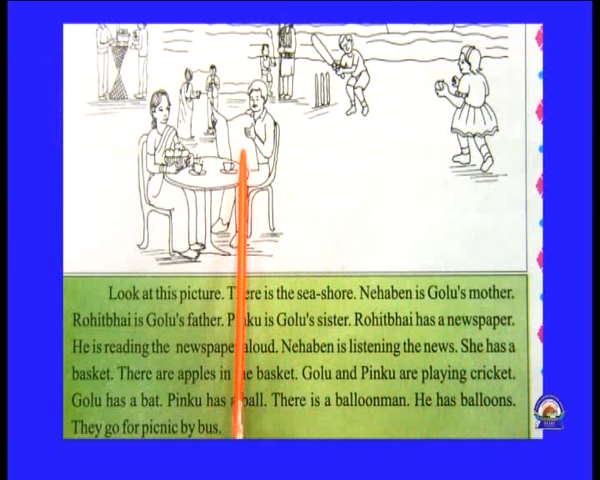 Look at this picture. There is the sea-shore. Nehaben is Golu's mother.
Rohitbhai is Golu's father. Pinku is Golu's sister. Rohitbhai has a newspaper.
He is reading the newspaper aloud. Nehaben is listening the news. She has a
basket. There are apples in the basket. Golu and Pinku are playing cricket.
Golu has a bat. Pinku has a ball. There is a balloonman. He has balloons.
They go for picnic by bus.